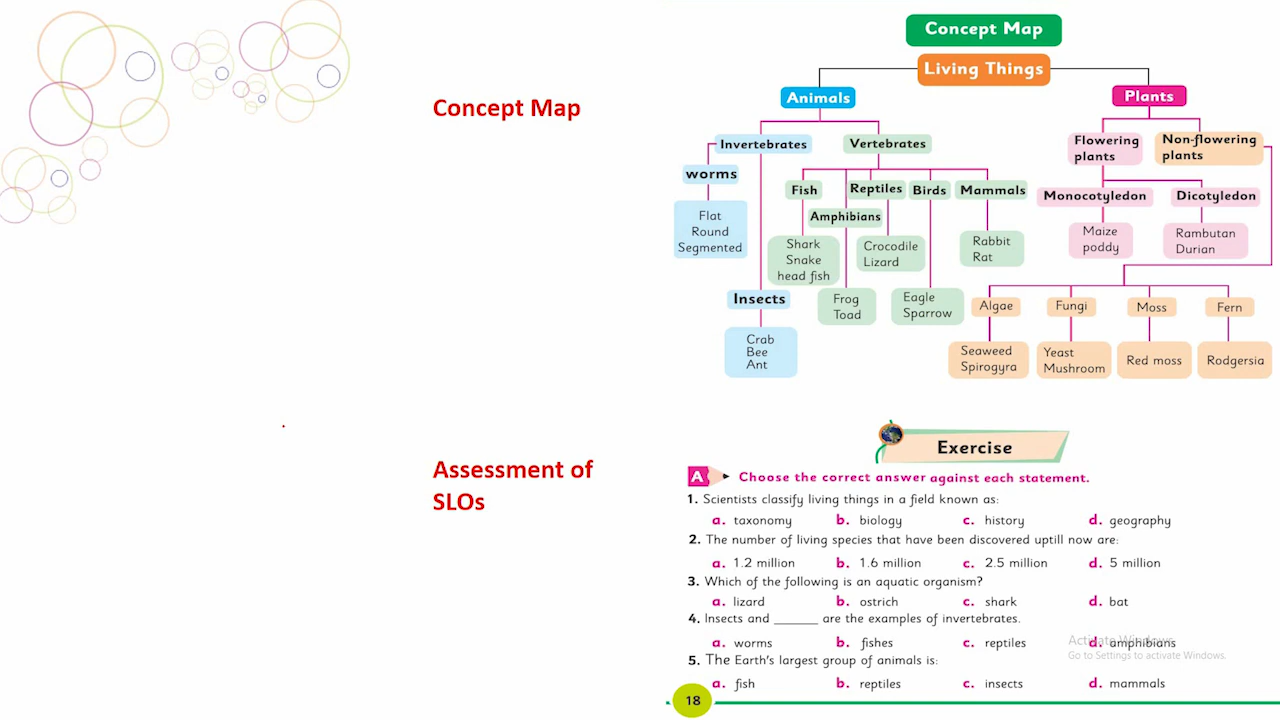 Concept Map
Assessment of
SLOs
Concept Map
Living Things
Animals
Plants
Invertebrates
Vertebrates
Flowering
plants
Non-flowering
plants
worms
Fish
Reptiles
Birds
Mammals
Monocotyledon
Dicotyledon
Amphibians
Flat
Round
Segmented
Shark
Snake
head fish
Crocodile
Lizard
Rabbit
Rat
Maize
poddy
Rambutan
Durian
Insects
Frog
Toad
Eagle
Sparrow
Algae
Fungi
Moss
Fern
Crab
Bee
Ant
Seaweed
Spirogyra
Yeast
Mushroom
Red moss
Rodgersia
Exercise
A Choose the correct answer against each statement.
1. Scientists classify living things in a field known as:
a. taxonomy b. biology c. history d. geography
2. The number of living species that have been discovered uptill now are:
a. 1.2 million b. 1.6 million c. 2.5 million d. 5 million
3. Which of the following is an aquatic organism?
a. lizard b. ostrich c. shark d. bat
4. Insects and ______ are the examples of invertebrates.
a. worms b. fishes c. reptiles d. amphibians
Activate Windows
Go to Settings to activate Windows.
5. The Earth's largest group of animals is:
a. fish b. reptiles c. insects d. mammals
18